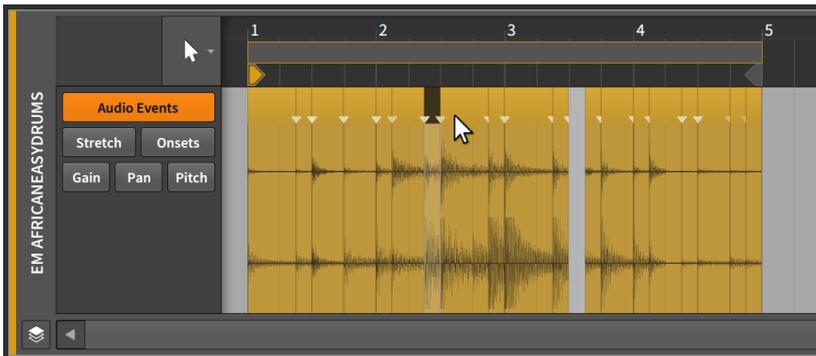 1 2 3 4 5
EM AFRICANEASYDRUMS
Audio Events
Stretch Onsets
Gain Pan Pitch